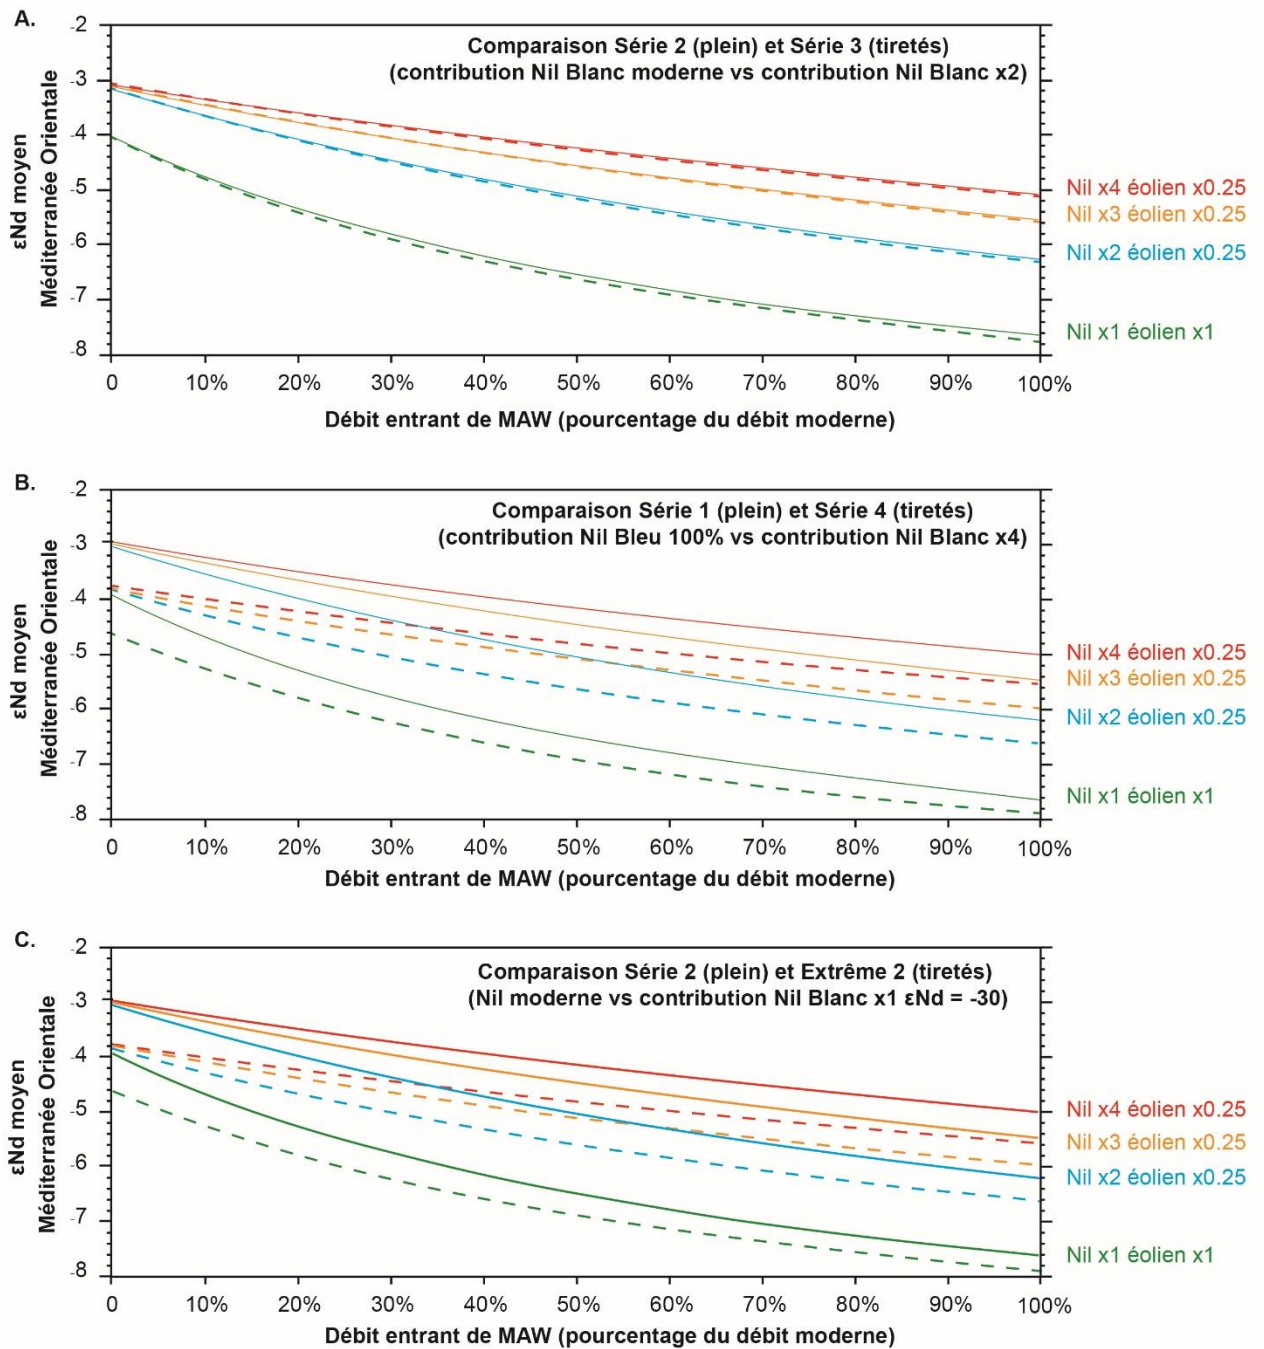 A.
Comparaison Série 2 (plein) et Série 3 (tiretés)
(contribution Nil Blanc moderne vs contribution Nil Blanc x2)
εNd moyen
Méditerranée Orientale
-2
-3
-4
-5
-6
-7
-8
Nil x4 éolien x0.25
Nil x3 éolien x0.25
Nil x2 éolien x0.25
Nil x1 éolien x1
0 10% 20% 30% 40% 50% 60% 70% 80% 90% 100%
Débit entrant de MAW (pourcentage du débit moderne)
B.
Comparaison Série 1 (plein) et Série 4 (tiretés)
(contribution Nil Bleu 100% vs contribution Nil Blanc x4)
εNd moyen
Méditerranée Orientale
-2
-3
-4
-5
-6
-7
-8
Nil x4 éolien x0.25
Nil x3 éolien x0.25
Nil x2 éolien x0.25
Nil x1 éolien x1
0 10% 20% 30% 40% 50% 60% 70% 80% 90% 100%
Débit entrant de MAW (pourcentage du débit moderne)
C.
Comparaison Série 2 (plein) et Extrême 2 (tiretés)
(Nil moderne vs contribution Nil Blanc x1 εNd = -30)
εNd moyen
Méditerranée Orientale
-2
-3
-4
-5
-6
-7
-8
Nil x4 éolien x0.25
Nil x3 éolien x0.25
Nil x2 éolien x0.25
Nil x1 éolien x1
0 10% 20% 30% 40% 50% 60% 70% 80% 90% 100%
Débit entrant de MAW (pourcentage du débit moderne)